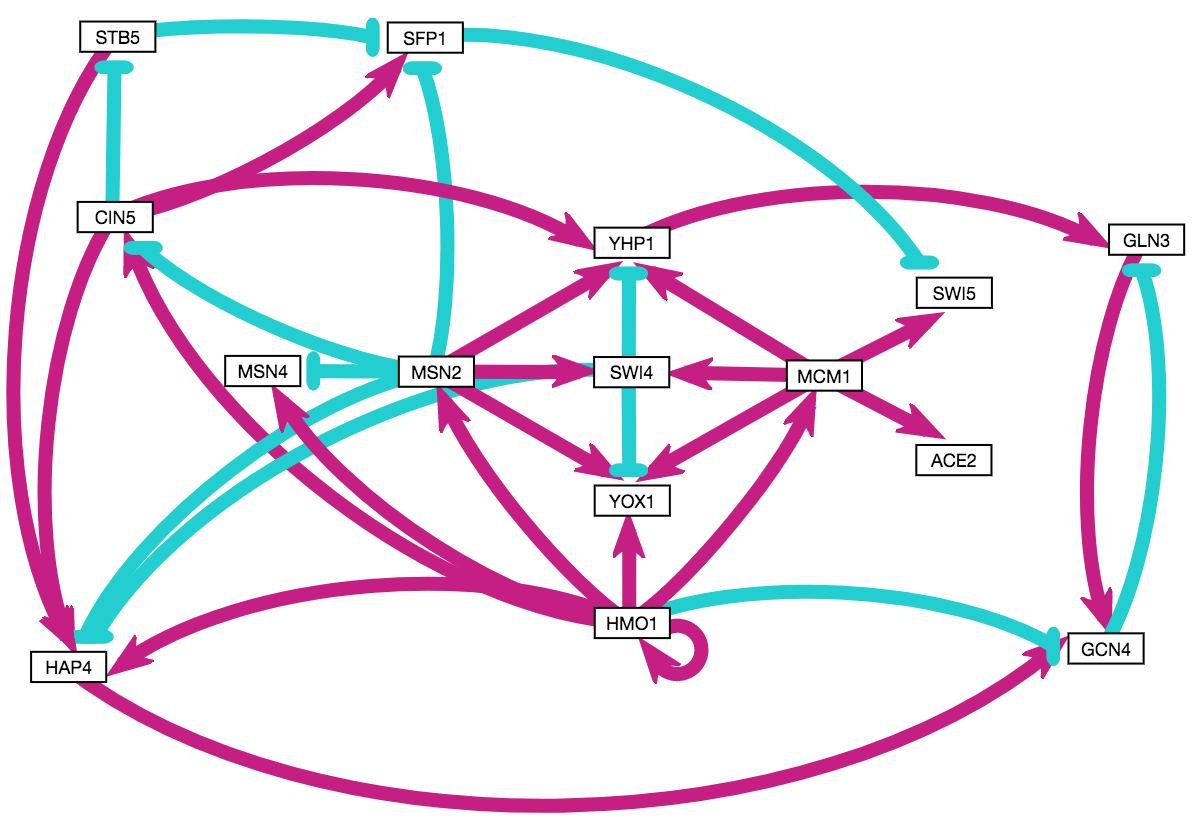 STB5
SFP1
CIN5
YHP1
GLN3
SWI5
MSN4
MSN2
SWI4
MCM1
ACE2
YOX1
HMO1
GCN4
HAP4